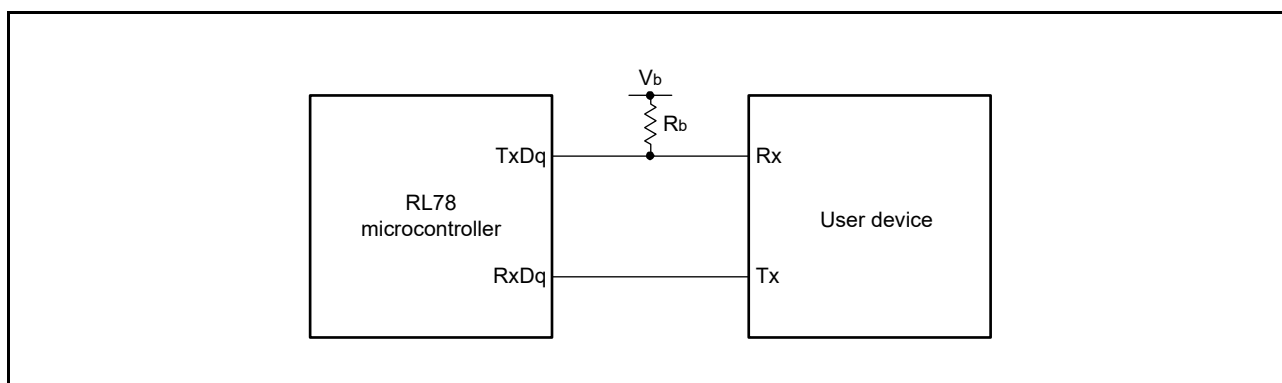 Vb
Rb
TxDq
Rx
RL78
microcontroller
User device
RxDq
Tx